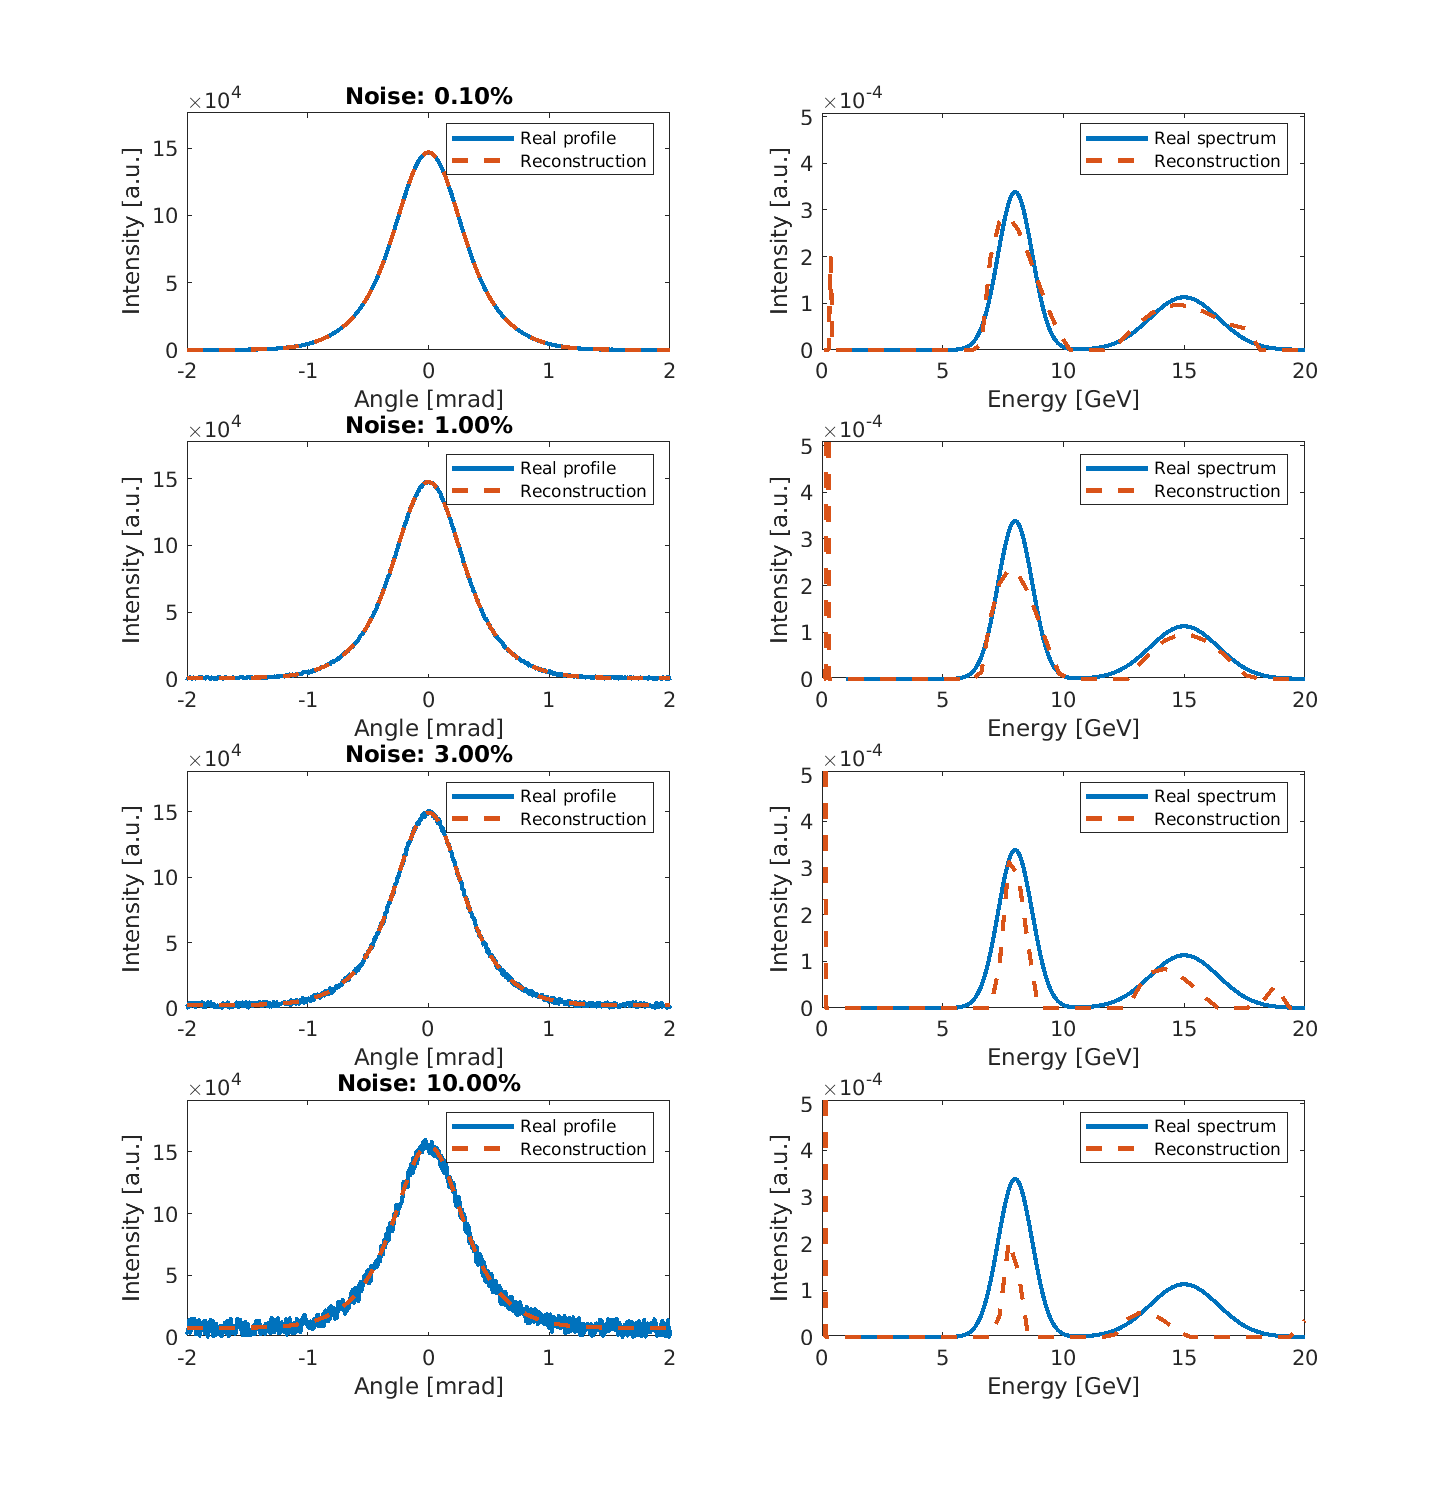 Noise: 0.10%
×10^4
Intensity [a.u.]
15
10
5
0
-2 -1 0 1 2
Angle [mrad]
Real profile
Reconstruction
×10^-4
Intensity [a.u.]
5
4
3
2
1
0
0 5 10 15 20
Energy [GeV]
Real spectrum
Reconstruction
Noise: 1.00%
×10^4
Intensity [a.u.]
15
10
5
0
-2 -1 0 1 2
Angle [mrad]
Real profile
Reconstruction
×10^-4
Intensity [a.u.]
5
4
3
2
1
0
0 5 10 15 20
Energy [GeV]
Real spectrum
Reconstruction
Noise: 3.00%
×10^4
Intensity [a.u.]
15
10
5
0
-2 -1 0 1 2
Angle [mrad]
Real profile
Reconstruction
×10^-4
Intensity [a.u.]
5
4
3
2
1
0
0 5 10 15 20
Energy [GeV]
Real spectrum
Reconstruction
Noise: 10.00%
×10^4
Intensity [a.u.]
15
10
5
0
-2 -1 0 1 2
Angle [mrad]
Real profile
Reconstruction
×10^-4
Intensity [a.u.]
5
4
3
2
1
0
0 5 10 15 20
Energy [GeV]
Real spectrum
Reconstruction